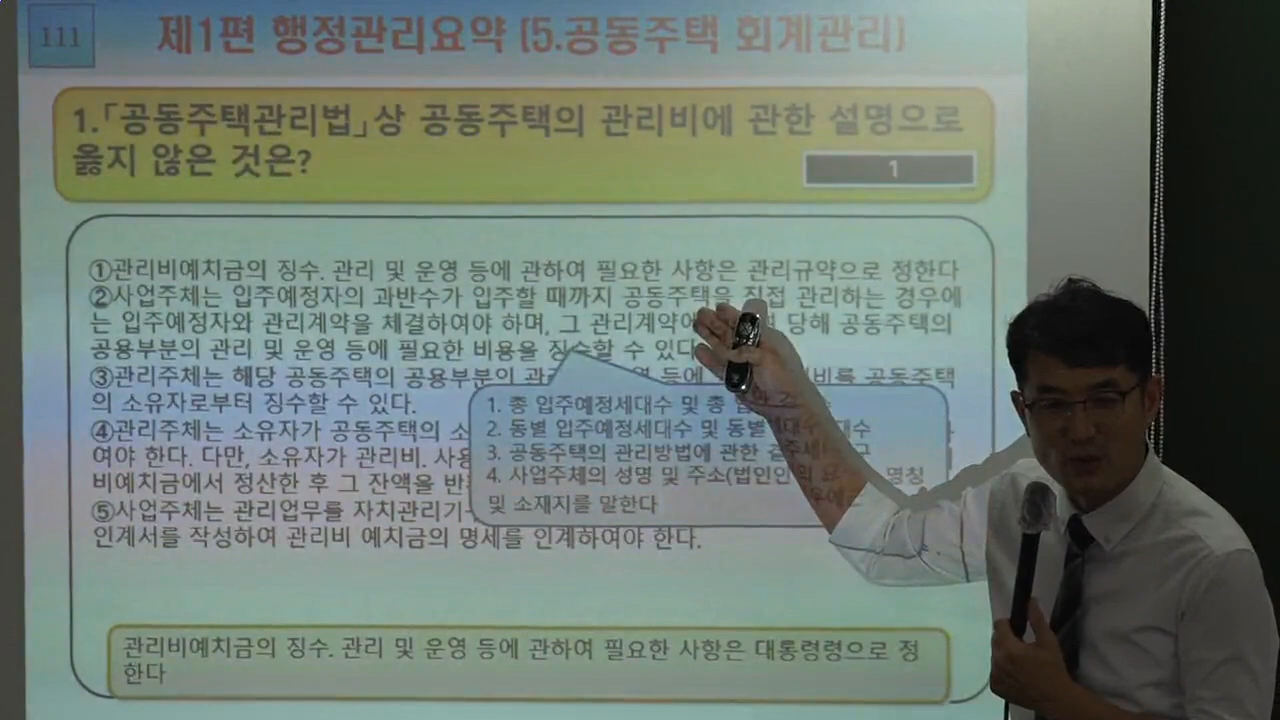 111
제1편 행정관리요약 (5.공동주택 회계관리)
1.「공동주택관리법」상 공동주택의 관리비에 관한 설명으로
옳지 않은 것은?
1
①관리비예치금의 징수. 관리 및 운영 등에 관하여 필요한 사항은 관리규약으로 정한다
②사업주체는 입주예정자의 과반수가 입주할 때까지 공동주택을 직접 관리하는 경우에
는 입주예정자와 관리계약을 체결하여야 하며, 그 관리계약에 당해 공동주택의
공용부분의 관리 및 운영 등에 필요한 비용을 징수할 수 있다
③관리주체는 해당 공동주택의 공용부분의 관리 등에 공동주택
의 소유자로부터 징수할 수 있다.
④관리주체는 소유자가 공동주택의 소
여야 한다. 다만, 소유자가 관리비. 사용
비예치금에서 정산한 후 그 잔액을 반환
⑤사업주체는 관리업무를 자치관리기
인계서를 작성하여 관리비 예치금의 명세를 인계하여야 한다.
1. 총 입주예정세대수 및 총
2. 동별 입주예정세대수 및 동별
3. 공동주택의 관리방법에 관한
4. 사업주체의 성명 및 주소(법인인 명칭
및 소재지를 말한다
관리비예치금의 징수. 관리 및 운영 등에 관하여 필요한 사항은 대통령령으로 정
한다